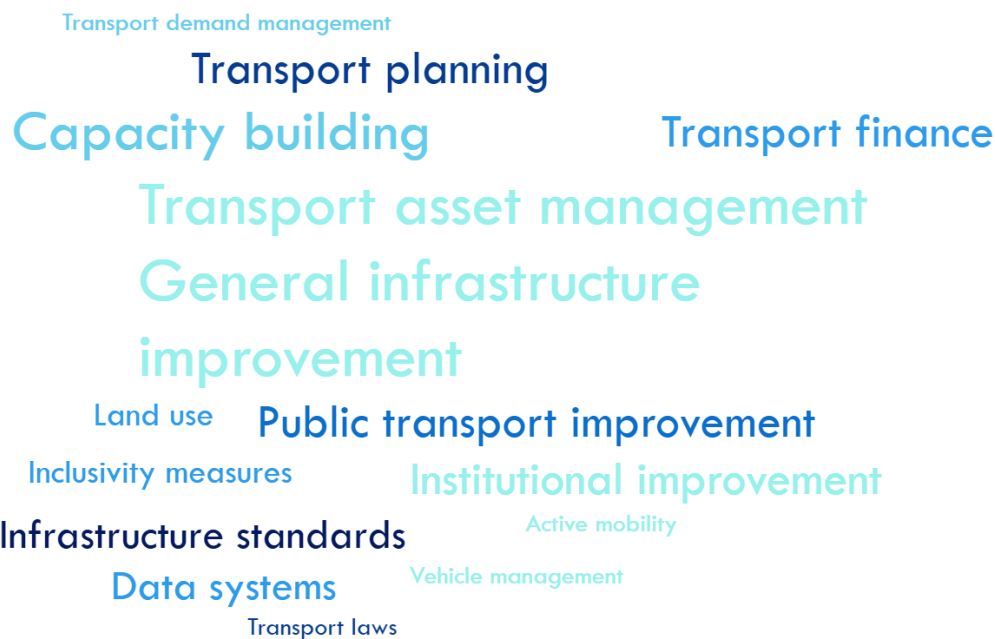 Transport demand management
Transport planning
Capacity building
Transport finance
Transport asset management
General infrastructure
improvement
Land use
Public transport improvement
Inclusivity measures
Institutional improvement
Active mobility
Infrastructure standards
Vehicle management
Data systems
Transport laws